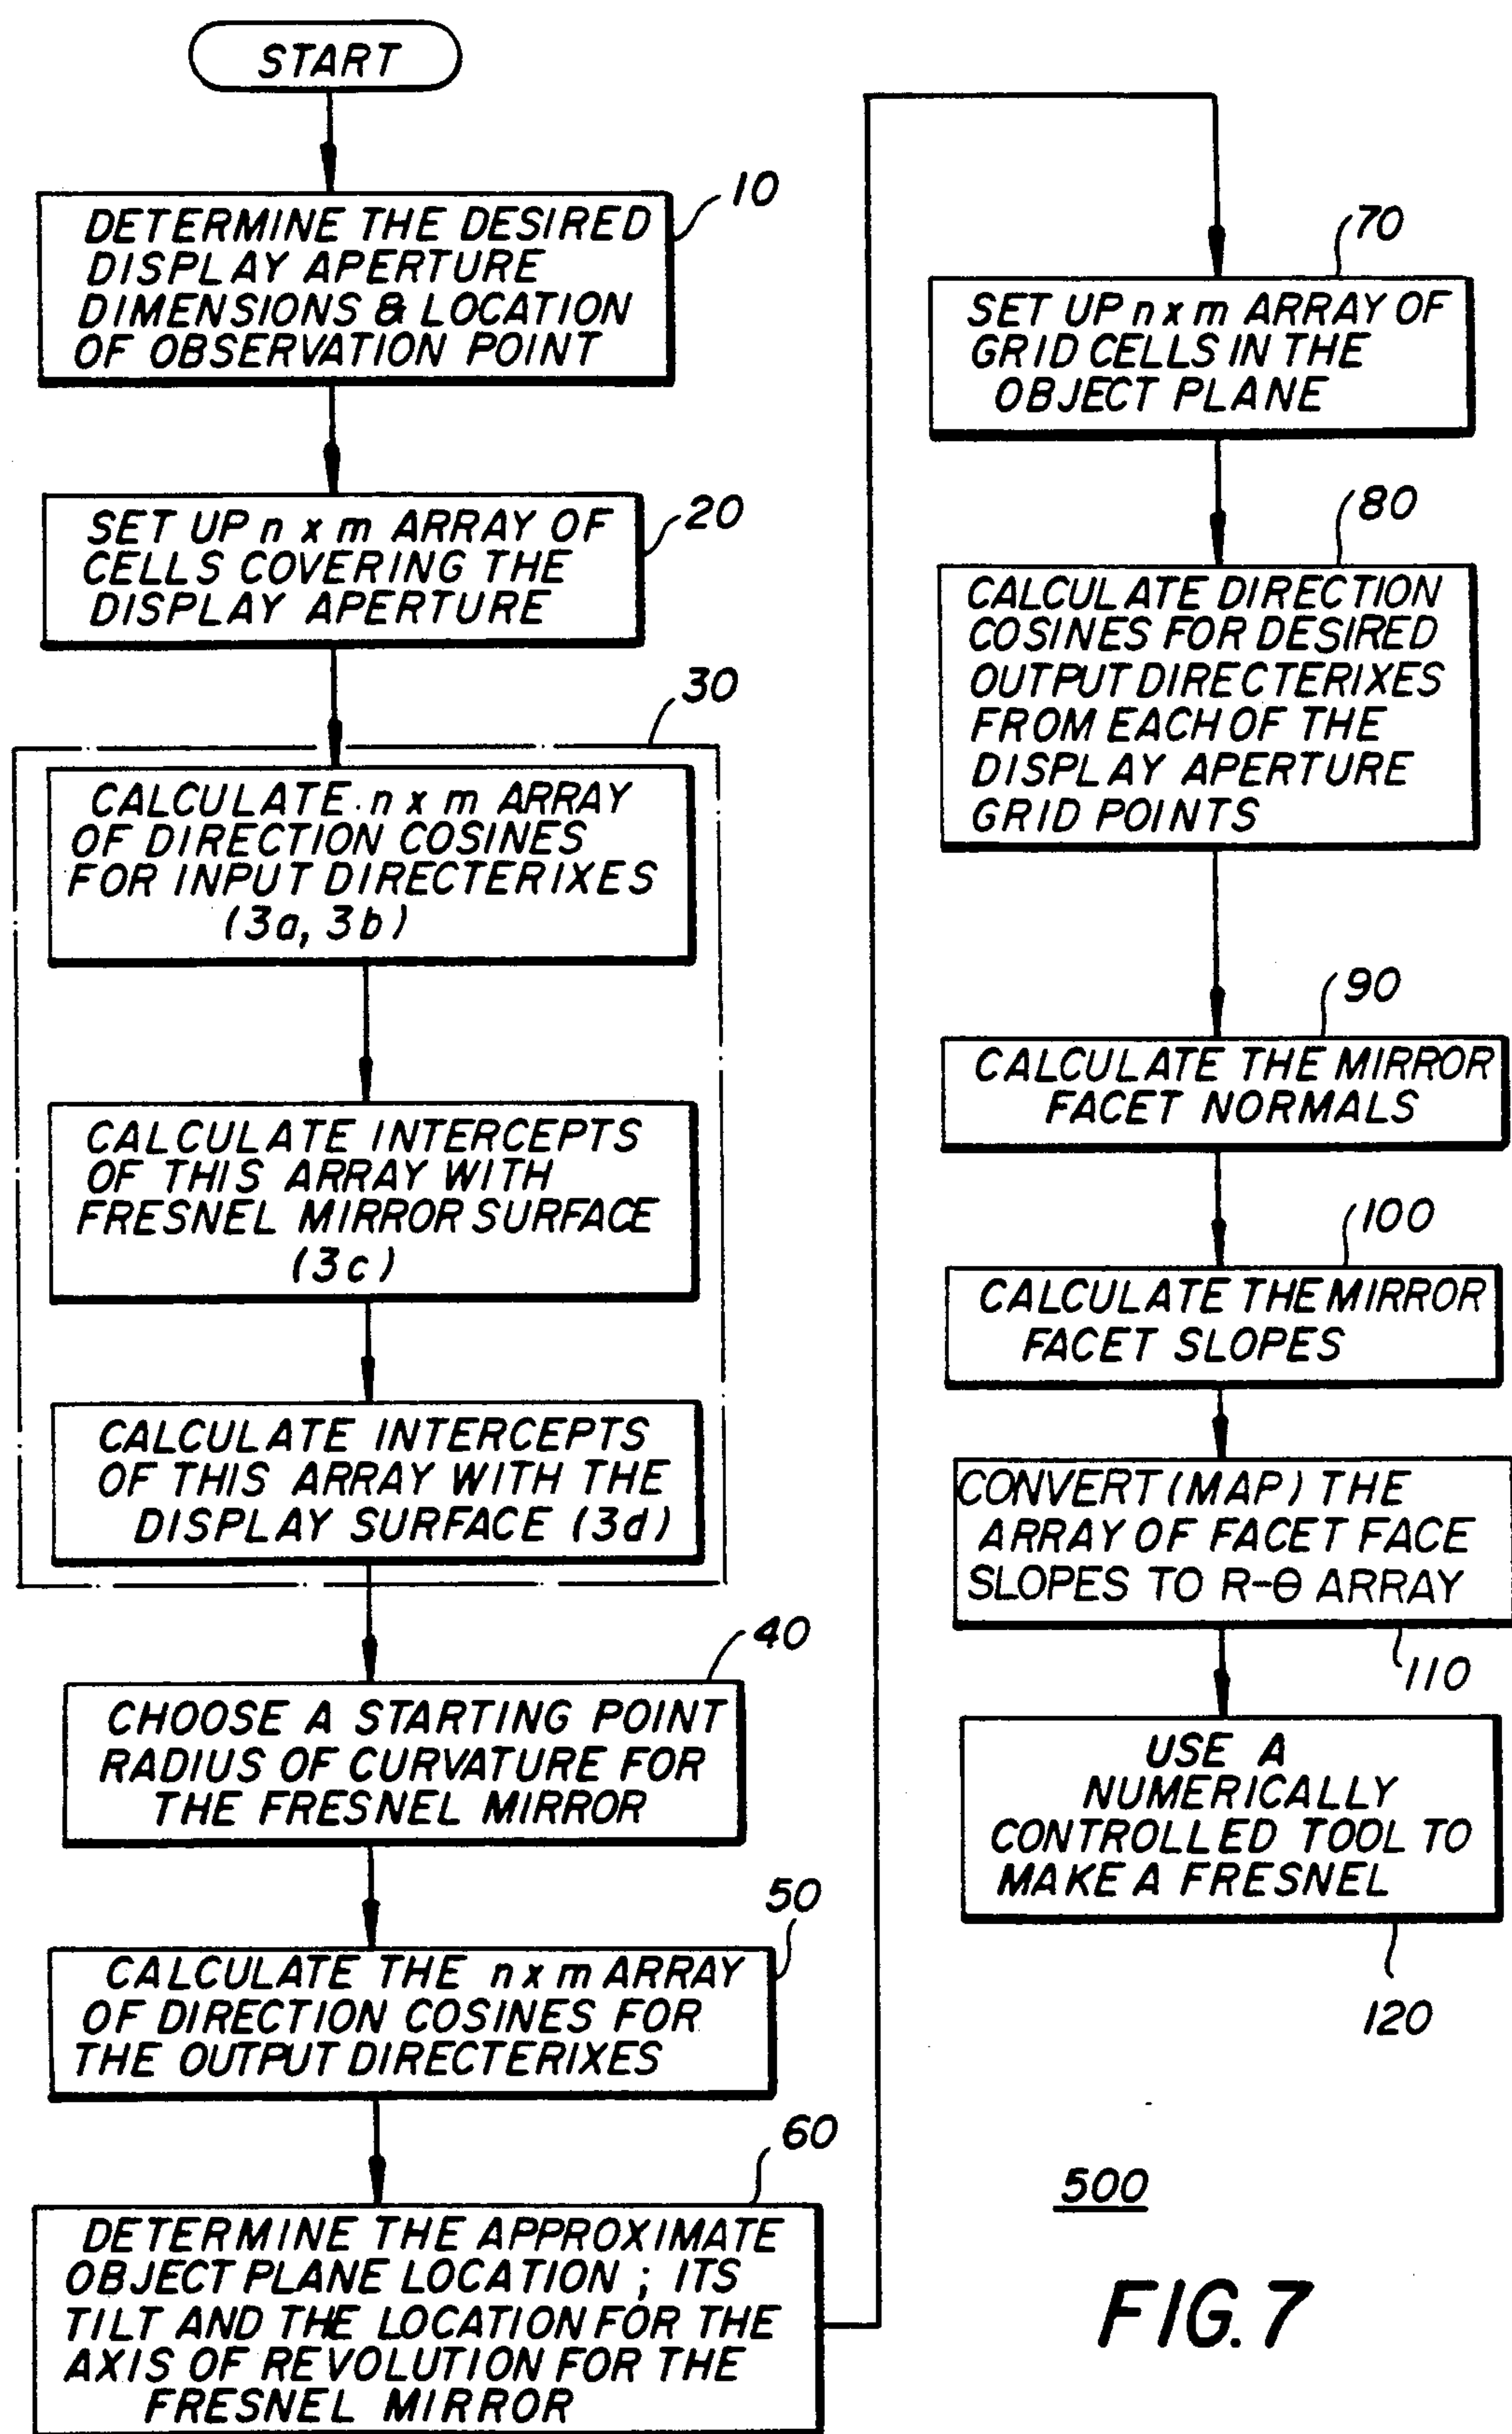 START
10
DETERMINE THE DESIRED
DISPLAY APERTURE
DIMENSIONS & LOCATION
OF OBSERVATION POINT
20
SET UP n x m ARRAY OF
CELLS COVERING THE
DISPLAY APERTURE
30
CALCULATE n x m ARRAY
OF DIRECTION COSINES
FOR INPUT DIRECTERIXES
(3a, 3b)
CALCULATE INTERCEPTS
OF THIS ARRAY WITH
FRESNEL MIRROR SURFACE
(3c)
CALCULATE INTERCEPTS
OF THIS ARRAY WITH THE
DISPLAY SURFACE (3d)
40
CHOOSE A STARTING POINT
RADIUS OF CURVATURE FOR
THE FRESNEL MIRROR
50
CALCULATE THE n x m ARRAY
OF DIRECTION COSINES FOR
THE OUTPUT DIRECTERIXES
60
DETERMINE THE APPROXIMATE
OBJECT PLANE LOCATION ; ITS
TILT AND THE LOCATION FOR THE
AXIS OF REVOLUTION FOR THE
FRESNEL MIRROR
70
SET UP n x m ARRAY OF
GRID CELLS IN THE
OBJECT PLANE
80
CALCULATE DIRECTION
COSINES FOR DESIRED
OUTPUT DIRECTERIXES
FROM EACH OF THE
DISPLAY APERTURE
GRID POINTS
90
CALCULATE THE MIRROR
FACET NORMALS
100
CALCULATE THE MIRROR
FACET SLOPES
CONVERT (MAP) THE
ARRAY OF FACET FACE
SLOPES TO R-θ ARRAY
110
USE A
NUMERICALLY
CONTROLLED TOOL TO
MAKE A FRESNEL
120
500
FIG. 7